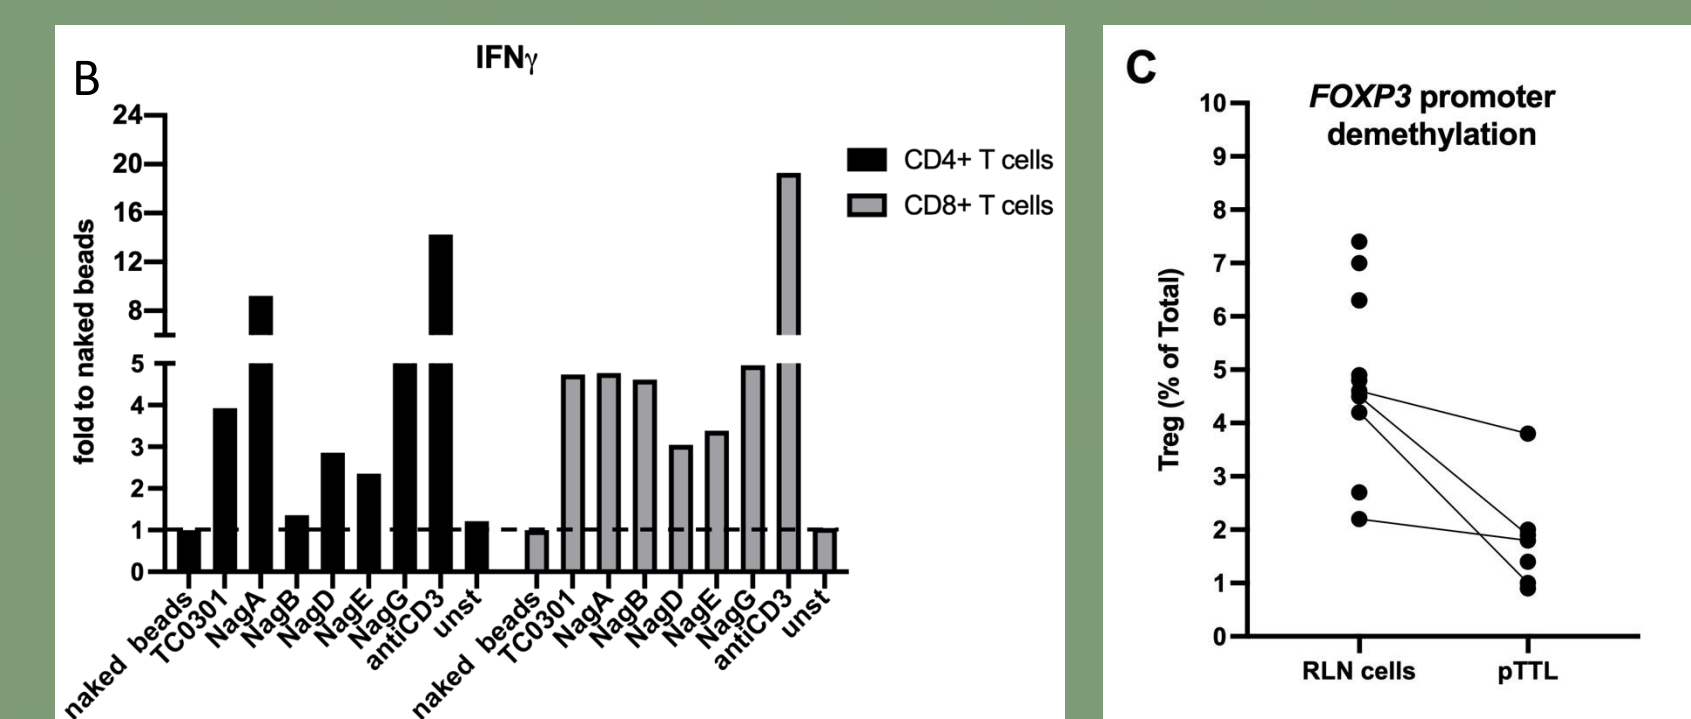 B
IFNγ
fold to naked beads
24
20
16
12
8
5
4
3
2
1
0
CD4+ T cells
CD8+ T cells
naked beads
TC0301
NagA
NagB
NagD
NagE
NagG
antiCD3
unst
naked beads
TC0301
NagA
NagB
NagD
NagE
NagG
antiCD3
unst
C
FOXP3 promoter
demethylation
Treg (% of Total)
10
9
8
7
6
5
4
3
2
1
0
RLN cells
pTTL